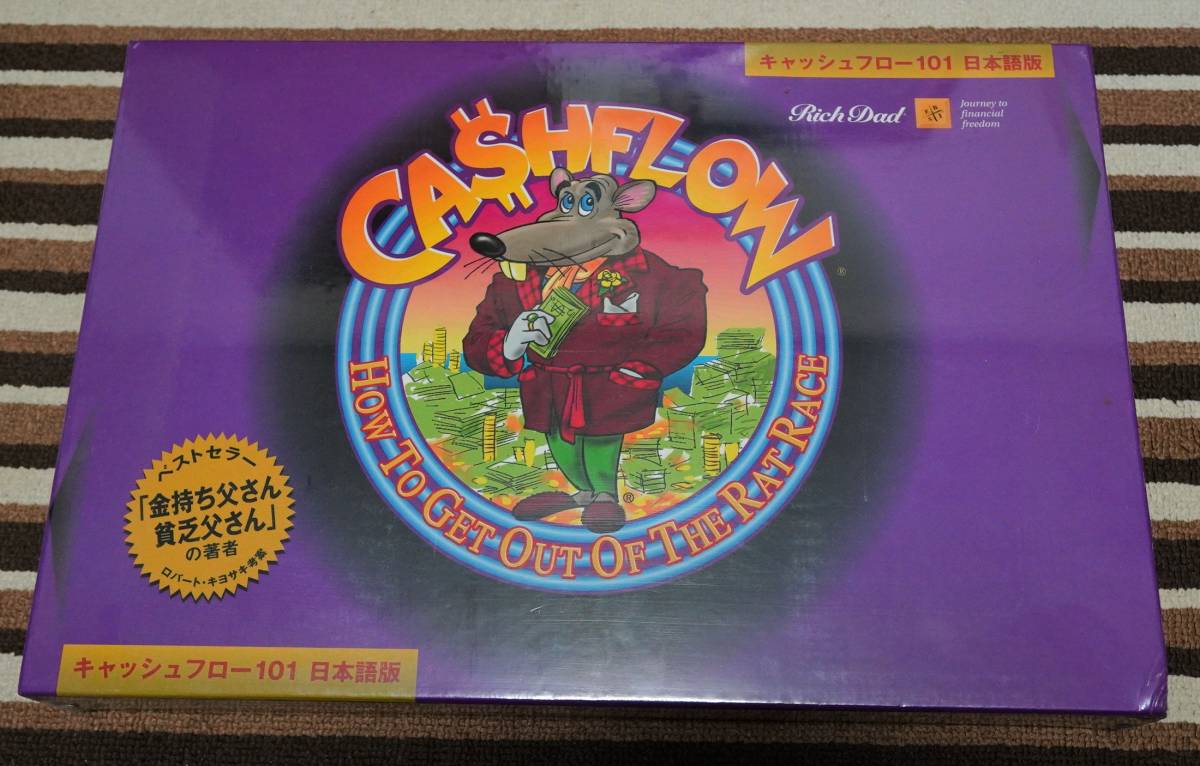 キャッシュフロー101 日本語版
Rich Dad
Journey to
financial
freedom
CA$HFLOW
®
HOW TO GET OUT OF THE RAT RACE
®
ベストセラー
「金持ち父さん
貧乏父さん」
の著者
ロバート・キヨサキ考案
キャッシュフロー101 日本語版